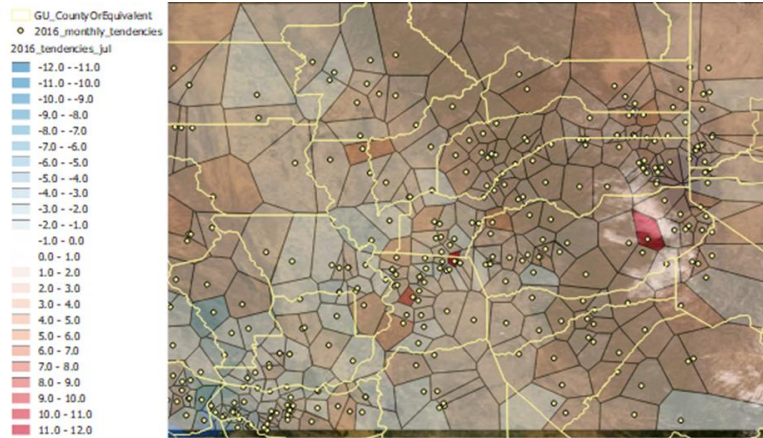 GU_CountyOrEquivalent
2016_monthly_tendencies
2016_tendencies_jul
-12.0 - -11.0
-11.0 - -10.0
-10.0 - -9.0
-9.0 - -8.0
-8.0 - -7.0
-7.0 - -6.0
-6.0 - -5.0
-5.0 - -4.0
-4.0 - -3.0
-3.0 - -2.0
-2.0 - -1.0
-1.0 - 0.0
0.0 - 1.0
1.0 - 2.0
2.0 - 3.0
3.0 - 4.0
4.0 - 5.0
5.0 - 6.0
6.0 - 7.0
7.0 - 8.0
8.0 - 9.0
9.0 - 10.0
10.0 - 11.0
11.0 - 12.0